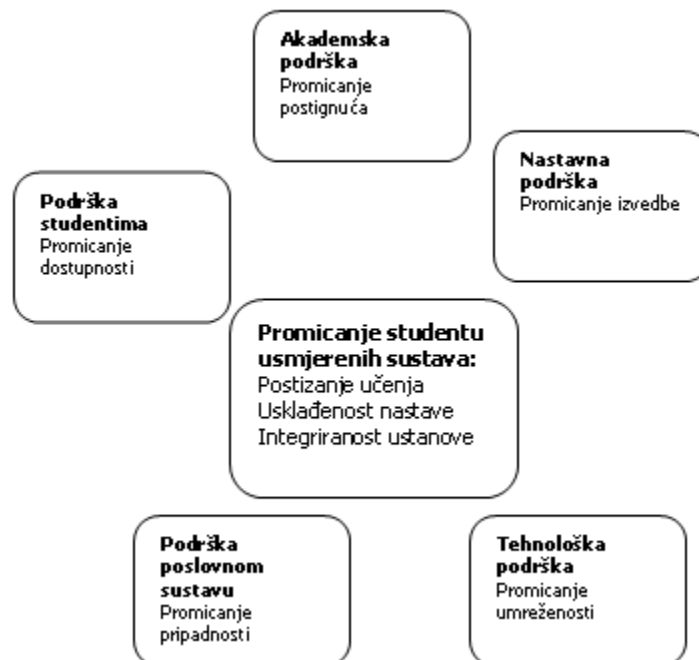 Akademska
podrška
Promicanje
postignuća
Nastavna
podrška
Promicanje izvedbe
Podrška
studentima
Promicanje
dostupnosti
Promicanje studentu
usmjerenih sustava:
Postizanje učenja
Usklađenost nastave
Integriranost ustanove
Podrška
poslovnom
sustavu
Promicanje
pripadnosti
Tehnološka
podrška
Promicanje
umreženosti